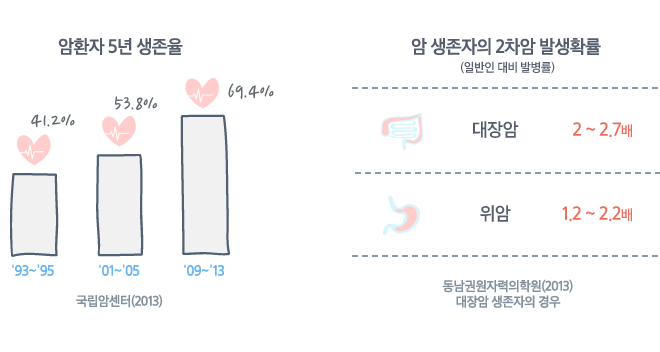 암환자 5년 생존율
41.2%
53.8%
69.4%
'93~'95
'01~'05
'09~'13
국립암센터(2013)
암 생존자의 2차암 발생확률
(일반인 대비 발병률)
대장암 2 ~ 2.7배
위암 1.2 ~ 2.2배
동남권원자력의학원(2013)
대장암 생존자의 경우